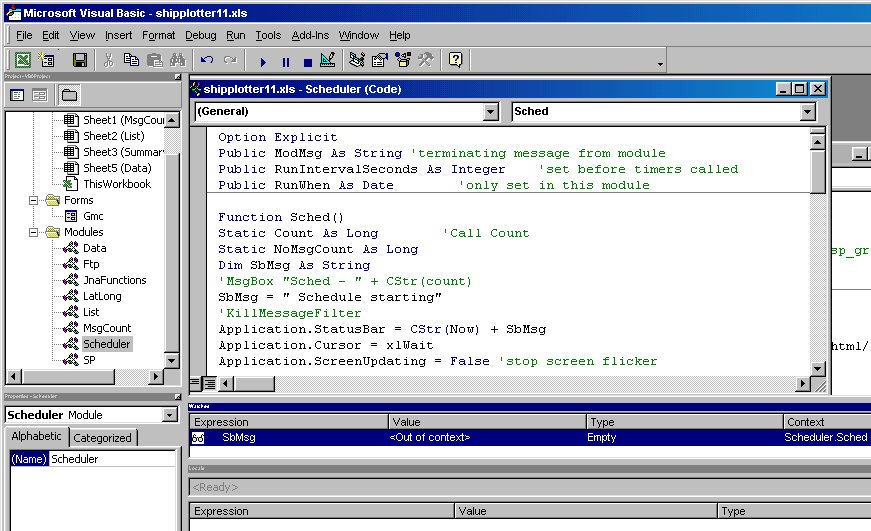 Microsoft Visual Basic - shipplotter11.xls
File Edit View Insert Format Debug Run Tools Add-Ins Window Help
Project - VBAProject
Sheet1 (MsgCou
Sheet2 (List)
Sheet3 (Summar
Sheet5 (Data)
ThisWorkbook
Forms
Gmc
Modules
Data
Ftp
JnaFunctions
LatLong
List
MsgCount
Scheduler
SP
Properties - Scheduler
Scheduler Module
Alphabetic Categorized
(Name) Scheduler
shipplotter11.xls - Scheduler (Code)
(General) Sched
Option Explicit
Public ModMsg As String 'terminating message from module
Public RunIntervalSeconds As Integer 'set before timers called
Public RunWhen As Date 'only set in this module
Function Sched()
Static Count As Long 'Call Count
Static NoMsgCount As Long
Dim SbMsg As String
'MsgBox "Sched - " + CStr(count)
SbMsg = " Schedule starting"
'KillMessageFilter
Application.StatusBar = CStr(Now) + SbMsg
Application.Cursor = xlWait
Application.ScreenUpdating = False 'stop screen flicker
sp_gr
html/
Watches
Expression Value Type Context
SbMsg <Out of context> Empty Scheduler.Sched
Locals
<Ready>
Expression Value Type